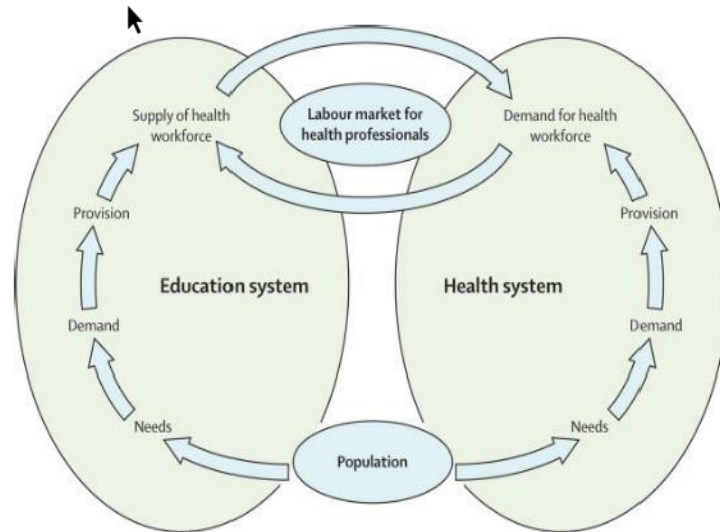 Supply of health
workforce
Labour market for
health professionals
Demand for health
workforce
Provision
Provision
Education system
Health system
Demand
Demand
Needs
Needs
Population